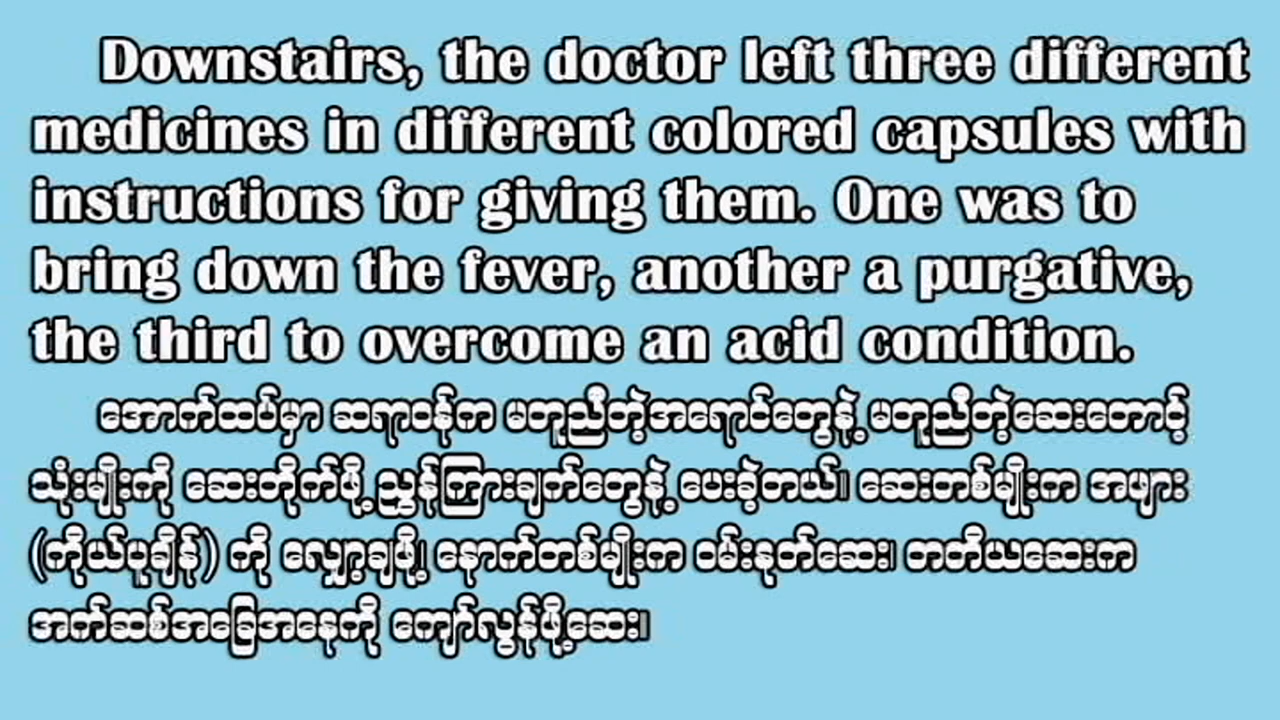 Downstairs, the doctor left three different
medicines in different colored capsules with
instructions for giving them. One was to
bring down the fever, another a purgative,
the third to overcome an acid condition.
အောက်ထပ်မှာ ဆရာဝန်က မတူညီတဲ့အရောင်တွေနဲ့ မတူညီတဲ့ဆေးတောင့်
သုံးမျိုးကို ဆေးတိုက်ဖို့ ညွှန်ကြားချက်တွေနဲ့ ပေးခဲ့တယ်။ ဆေးတစ်မျိုးက အဖျား
(ကိုယ်ပူချိန်) ကို လျှော့ချဖို့၊ နောက်တစ်မျိုးက ဝမ်းနုတ်ဆေး၊ တတိယဆေးက
အက်ဆစ်အခြေအနေကို ကျော်လွန်ဖို့ဆေး။